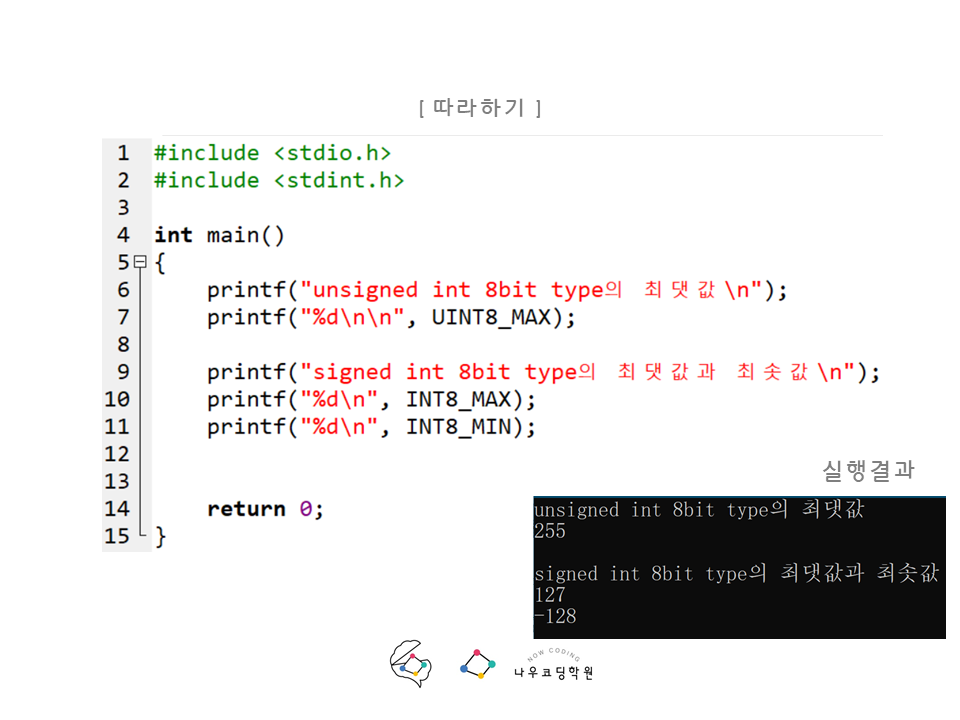 [ 따라하기 ]
1 #include <stdio.h>
2 #include <stdint.h>
3
4 int main()
5 {
6 printf("unsigned int 8bit type의 최댓값\n");
7 printf("%d\n\n", UINT8_MAX);
8
9 printf("signed int 8bit type의 최댓값과 최솟값\n");
10 printf("%d\n", INT8_MAX);
11 printf("%d\n", INT8_MIN);
12
13
14 return 0;
15 }
실행결과
unsigned int 8bit type의 최댓값
255
signed int 8bit type의 최댓값과 최솟값
127
-128
NOW CODING
나우코딩학원